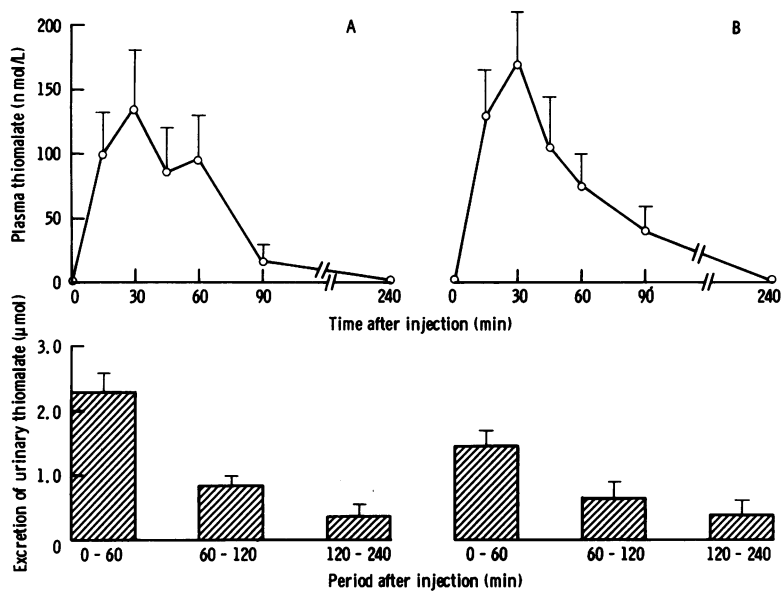 Plasma thiomalate (n mol/L)
200
150
100
50
0
A
B
0 30 60 90 240
0 30 60 90 240
Time after injection (min)
Excretion of urinary thiomalate (μmol)
3.0
2.0
1.0
0
0 - 60 60 - 120 120 - 240
0 - 60 60 - 120 120 - 240
Period after injection (min)